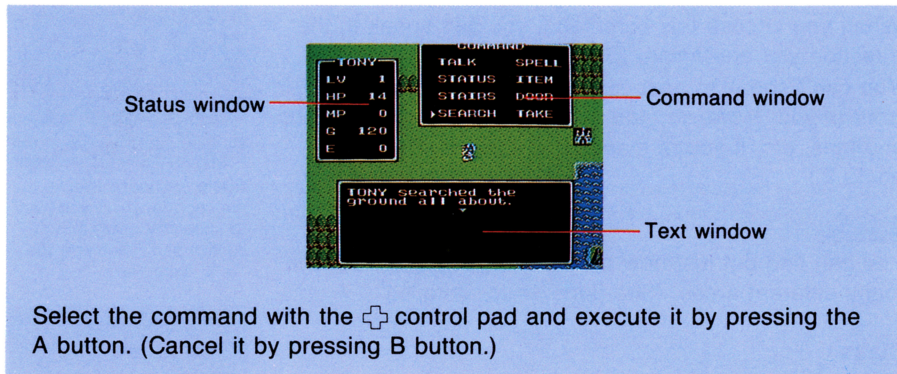 COMMAND
TONY
TALK SPELL
LV 1
STATUS ITEM
HP 14
STAIRS DOOR
MP 0
SEARCH TAKE
G 120
E 0
Status window
Command window
TONY searched the
ground all about.
Text window
Select the command with the control pad and execute it by pressing the
A button. (Cancel it by pressing B button.)